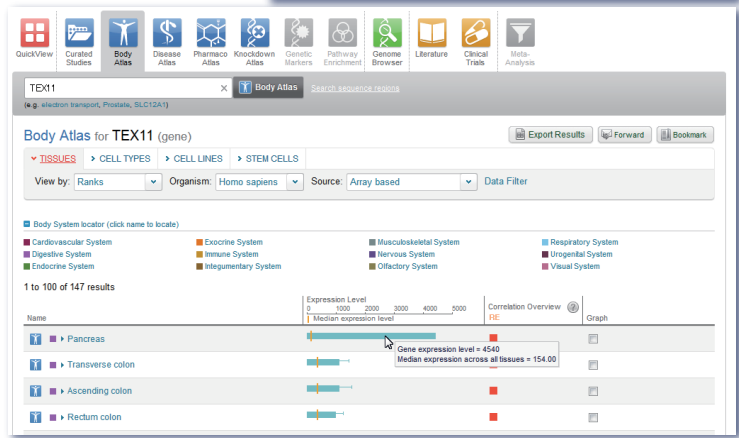 QuickView Curated Studies Body Atlas Disease Atlas Pharmaco Atlas Knockdown Atlas Genetic Markers Pathway Enrichment Genome Browser Literature Clinical Trials Meta-Analysis
TEX11 × Body Atlas Search sequence regions
(e.g. electron transport, Prostate, SLC12A1)
Body Atlas for TEX11 (gene) Export Results Forward Bookmark
TISSUES CELL TYPES CELL LINES STEM CELLS
View by: Ranks Organism: Homo sapiens Source: Array based Data Filter
Body System locator (click name to locate)
Cardiovascular System Exocrine System Musculoskeletal System Respiratory System
Digestive System Immune System Nervous System Urogenital System
Endocrine System Integumentary System Olfactory System Visual System
1 to 100 of 147 results
Expression Level
0 1000 2000 3000 4000 5000 Correlation Overview ?
Name Median expression level RE Graph
Pancreas
Gene expression level = 4540
Median expression across all tissues = 154.00
Transverse colon
Ascending colon
Rectum colon